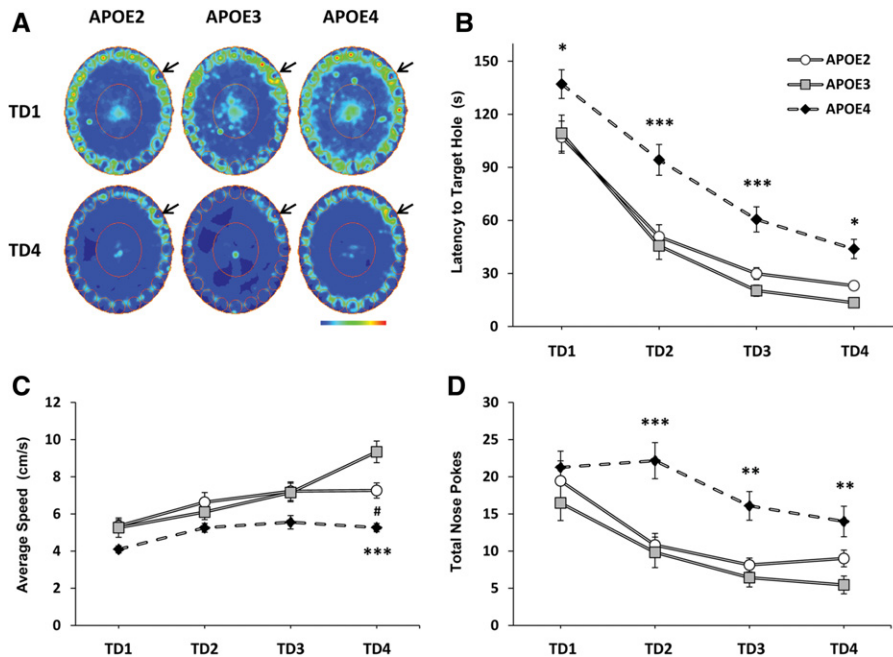 A
APOE2 APOE3 APOE4
TD1
TD4
B
Latency to Target Hole (s)
180
150
120
90
60
30
0
*
***
***
*
APOE2
APOE3
APOE4
TD1 TD2 TD3 TD4
C
Average Speed (cm/s)
12
10
8
6
4
2
0
#
***
TD1 TD2 TD3 TD4
D
Total Nose Pokes
30
25
20
15
10
5
0
***
**
**
TD1 TD2 TD3 TD4